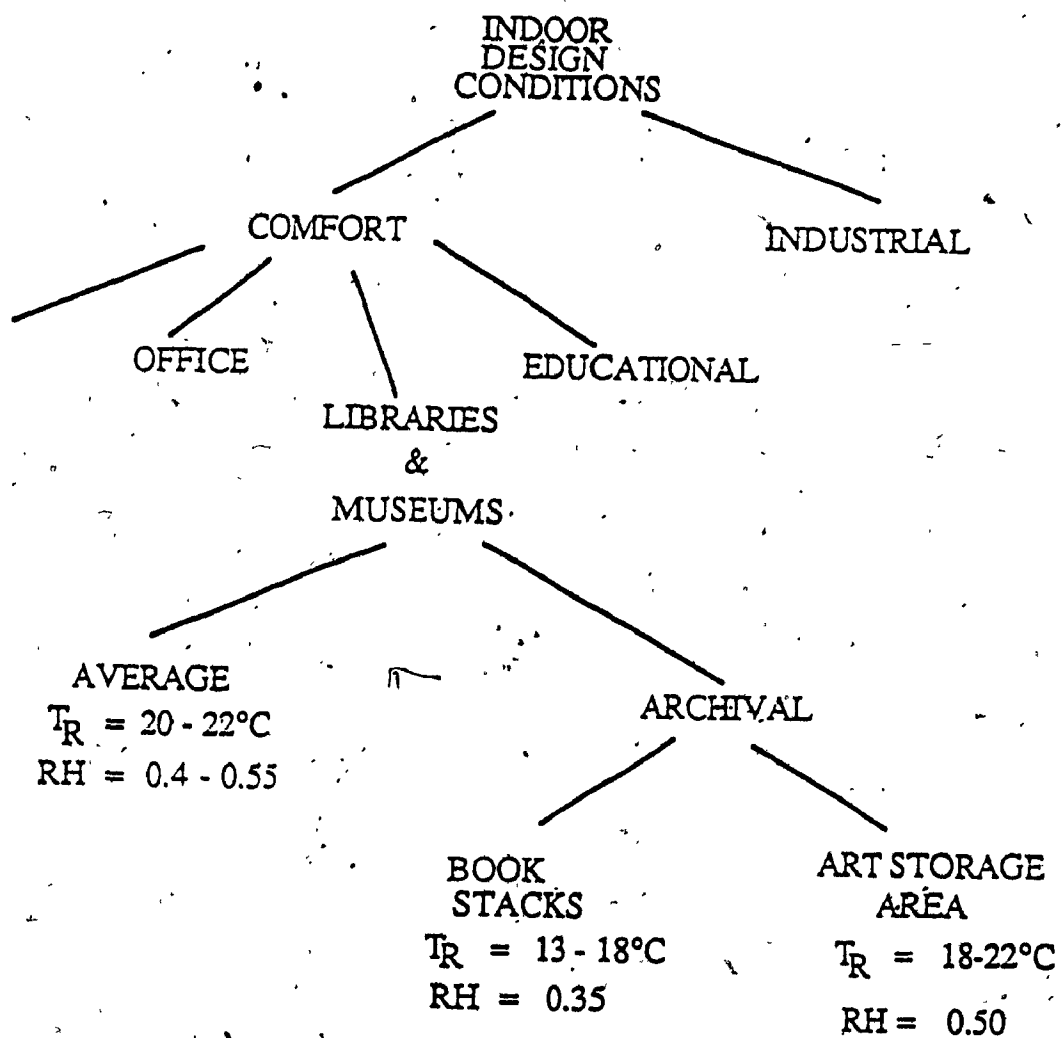 INDOOR
DESIGN
CONDITIONS
COMFORT
INDUSTRIAL
OFFICE
EDUCATIONAL
LIBRARIES
&
MUSEUMS
AVERAGE
TR = 20 - 22°C
RH = 0.4 - 0.55
ARCHIVAL
BOOK
STACKS
TR = 13 - 18°C
RH = 0.35
ART STORAGE
AREA
TR = 18-22°C
RH = 0.50